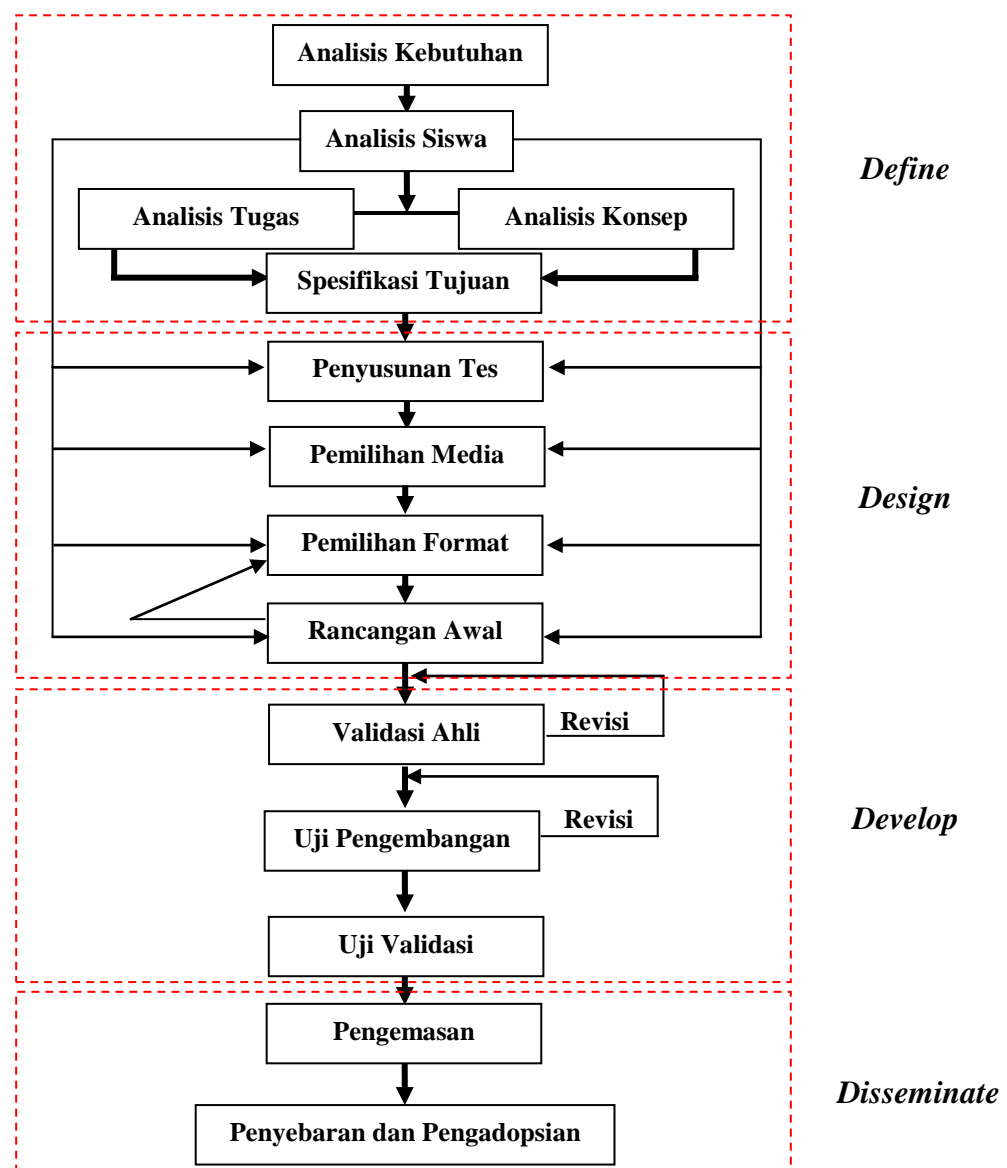 Analisis Kebutuhan
Analisis Siswa
Define
Analisis Tugas
Analisis Konsep
Spesifikasi Tujuan
Penyusunan Tes
Pemilihan Media
Design
Pemilihan Format
Rancangan Awal
Validasi Ahli
Revisi
Uji Pengembangan
Revisi
Develop
Uji Validasi
Pengemasan
Disseminate
Penyebaran dan Pengadopsian